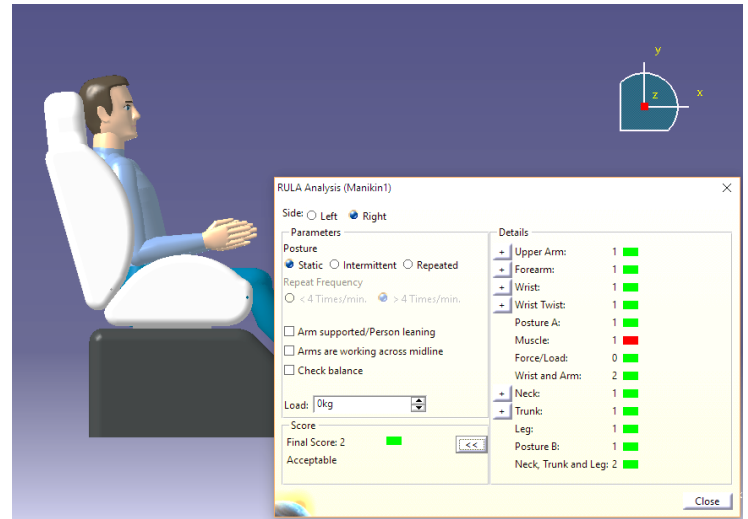 y
z
x
RULA Analysis (Manikin1)
Side: Left Right
Parameters
Posture
Static Intermittent Repeated
Repeat Frequency
< 4 Times/min. > 4 Times/min.
Arm supported/Person leaning
Arms are working across midline
Check balance
Load: 0kg
Score
Final Score: 2
<<
Acceptable
Details
+ Upper Arm: 1
+ Forearm: 1
+ Wrist: 1
+ Wrist Twist: 1
Posture A: 1
Muscle: 1
Force/Load: 0
Wrist and Arm: 2
+ Neck: 1
+ Trunk: 1
Leg: 1
Posture B: 1
Neck, Trunk and Leg: 2
Close